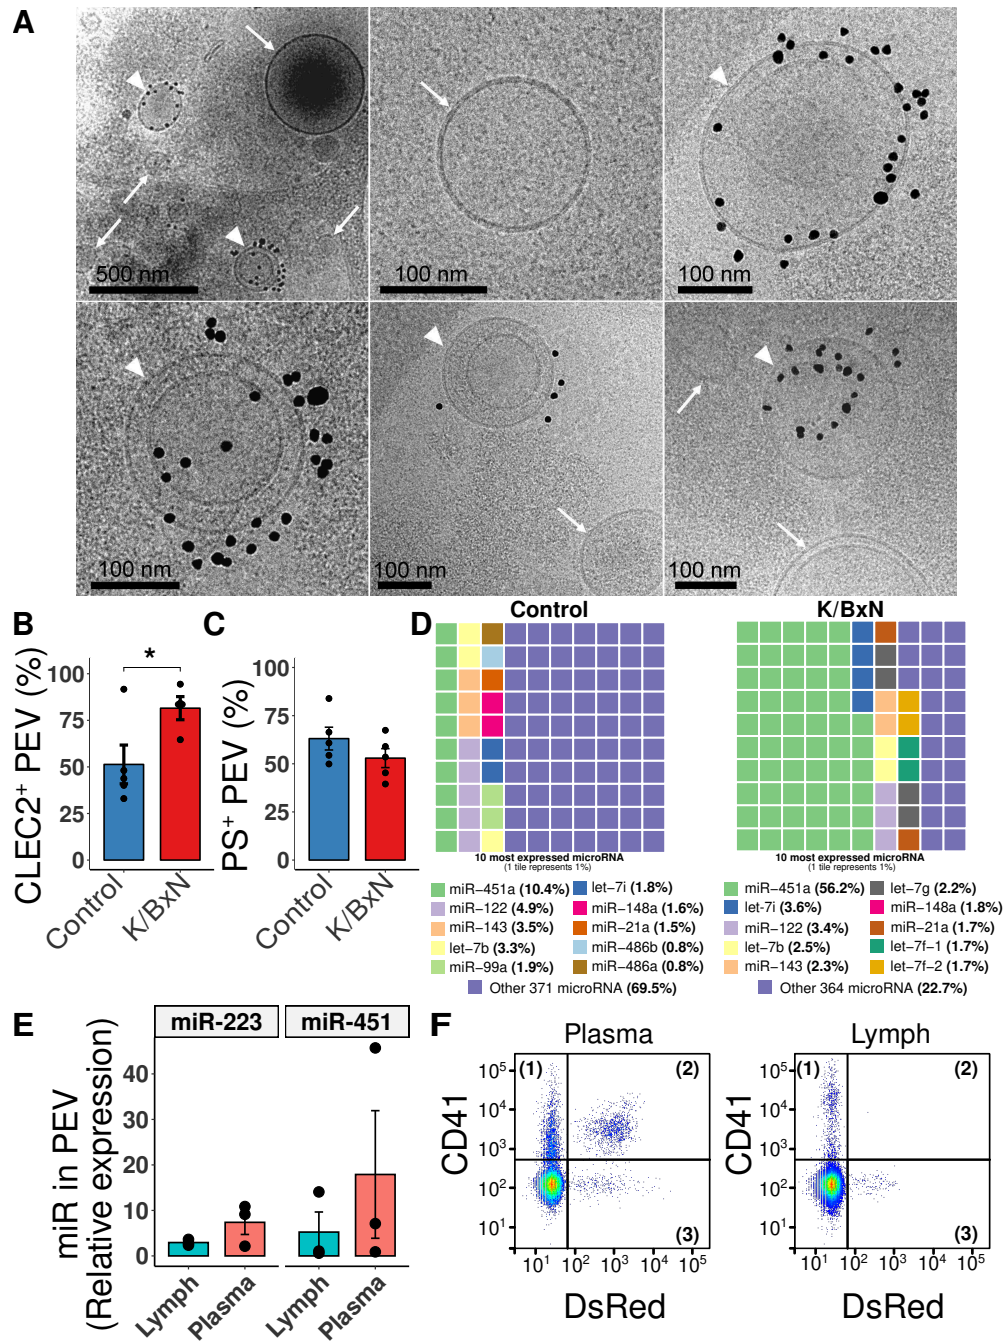 A
500 nm
100 nm
100 nm
100 nm
100 nm
100 nm
B
CLEC2⁺ PEV (%)
100
75
50
25
0
*
Control
K/BxN
C
PS⁺ PEV (%)
100
75
50
25
0
Control
K/BxN
D
Control
10 most expressed microRNA
(1 tile represents 1%)
miR−451a (10.4%)
miR−122 (4.9%)
miR−143 (3.5%)
let−7b (3.3%)
miR−99a (1.9%)
let−7i (1.8%)
miR−148a (1.6%)
miR−21a (1.5%)
miR−486b (0.8%)
miR−486a (0.8%)
Other 371 microRNA (69.5%)
K/BxN
10 most expressed microRNA
(1 tile represents 1%)
miR−451a (56.2%)
let−7i (3.6%)
miR−122 (3.4%)
let−7b (2.5%)
miR−143 (2.3%)
let−7g (2.2%)
miR−148a (1.8%)
miR−21a (1.7%)
let−7f−1 (1.7%)
let−7f−2 (1.7%)
Other 364 microRNA (22.7%)
E
miR in PEV
(Relative expression)
miR-223
miR-451
40
30
20
10
0
Lymph
Plasma
Lymph
Plasma
F
Plasma
CD41
10⁵
10⁴
10³
10²
10¹
(1)
(2)
(3)
10¹ 10² 10³ 10⁴ 10⁵
DsRed
Lymph
CD41
10⁵
10⁴
10³
10²
10¹
(1)
(2)
(3)
10¹ 10² 10³ 10⁴ 10⁵
DsRed